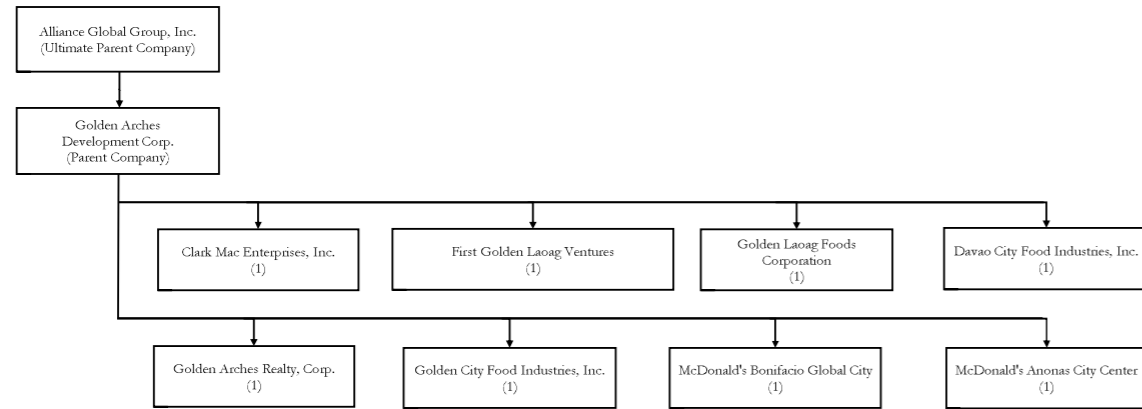 Alliance Global Group, Inc.
(Ultimate Parent Company)
Golden Arches
Development Corp.
(Parent Company)
Clark Mac Enterprises, Inc.
(1)
First Golden Laoag Ventures
(1)
Golden Laoag Foods
Corporation
(1)
Davao City Food Industries, Inc.
(1)
Golden Arches Realty, Corp.
(1)
Golden City Food Industries, Inc.
(1)
McDonald's Bonifacio Global City
(1)
McDonald's Anonas City Center
(1)